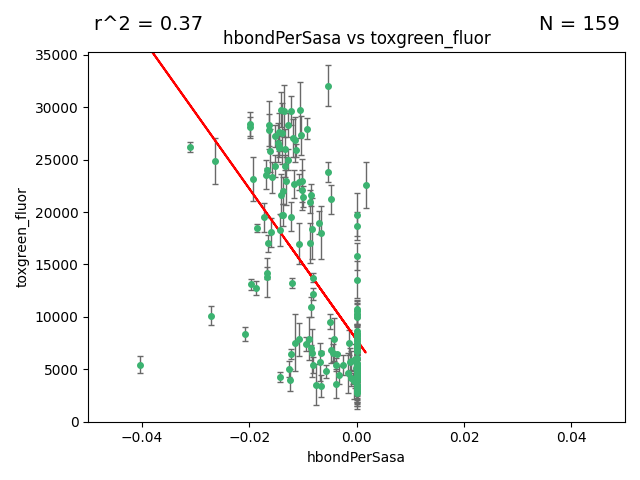 r^2 = 0.37
N = 159
hbondPerSasa vs toxgreen_fluor
35000
30000
25000
20000
15000
10000
5000
0
toxgreen_fluor
−0.04
−0.02
0.00
0.02
0.04
hbondPerSasa